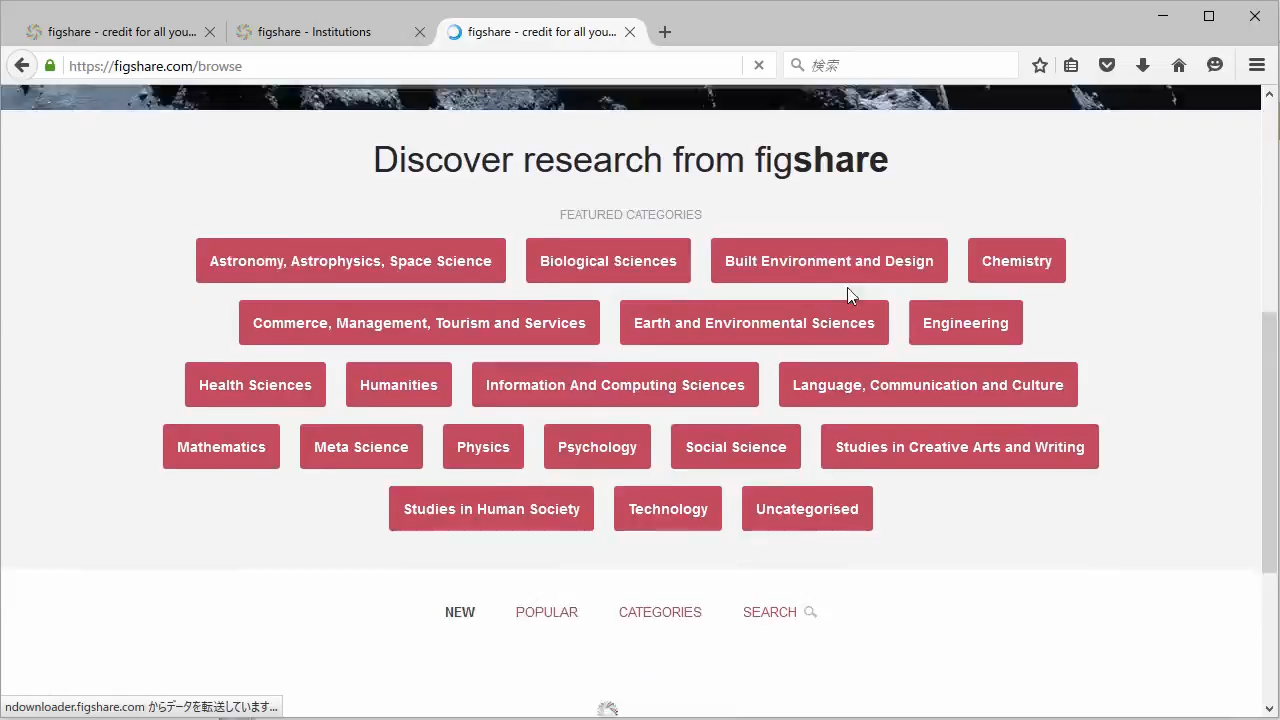 figshare - credit for all you...
figshare - Institutions
figshare - credit for all you...
https://figshare.com/browse
検索
Discover research from figshare
FEATURED CATEGORIES
Astronomy, Astrophysics, Space Science
Biological Sciences
Built Environment and Design
Chemistry
Commerce, Management, Tourism and Services
Earth and Environmental Sciences
Engineering
Health Sciences
Humanities
Information And Computing Sciences
Language, Communication and Culture
Mathematics
Meta Science
Physics
Psychology
Social Science
Studies in Creative Arts and Writing
Studies in Human Society
Technology
Uncategorised
NEW
POPULAR
CATEGORIES
SEARCH
ndownloader.figshare.com からデータを転送しています...